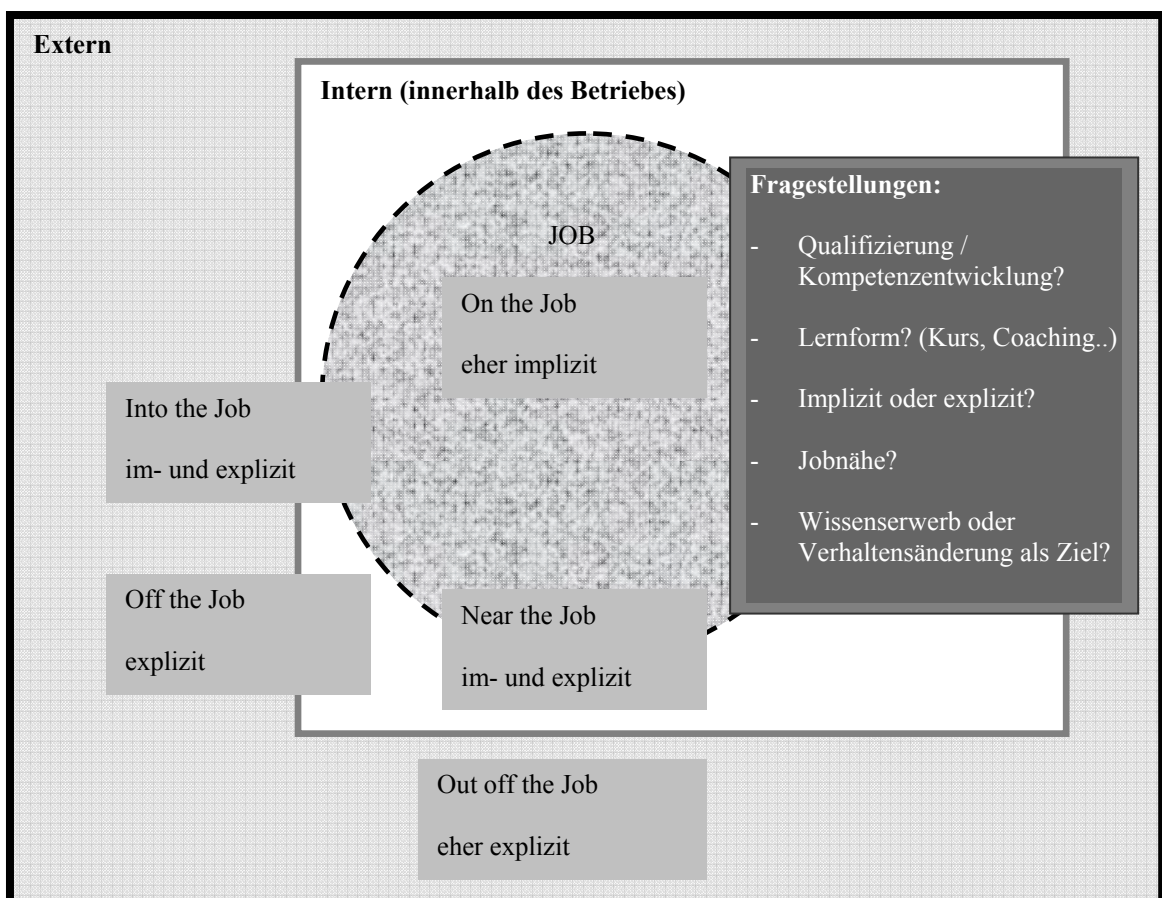 Extern
Intern (innerhalb des Betriebes)
JOB
On the Job
eher implizit
Into the Job
im- und explizit
Off the Job
explizit
Near the Job
im- und explizit
Out off the Job
eher explizit
Fragestellungen:
- Qualifizierung /
Kompetenzentwicklung?
- Lernform? (Kurs, Coaching..)
- Implizit oder explizit?
- Jobnähe?
- Wissenserwerb oder
Verhaltensänderung als Ziel?